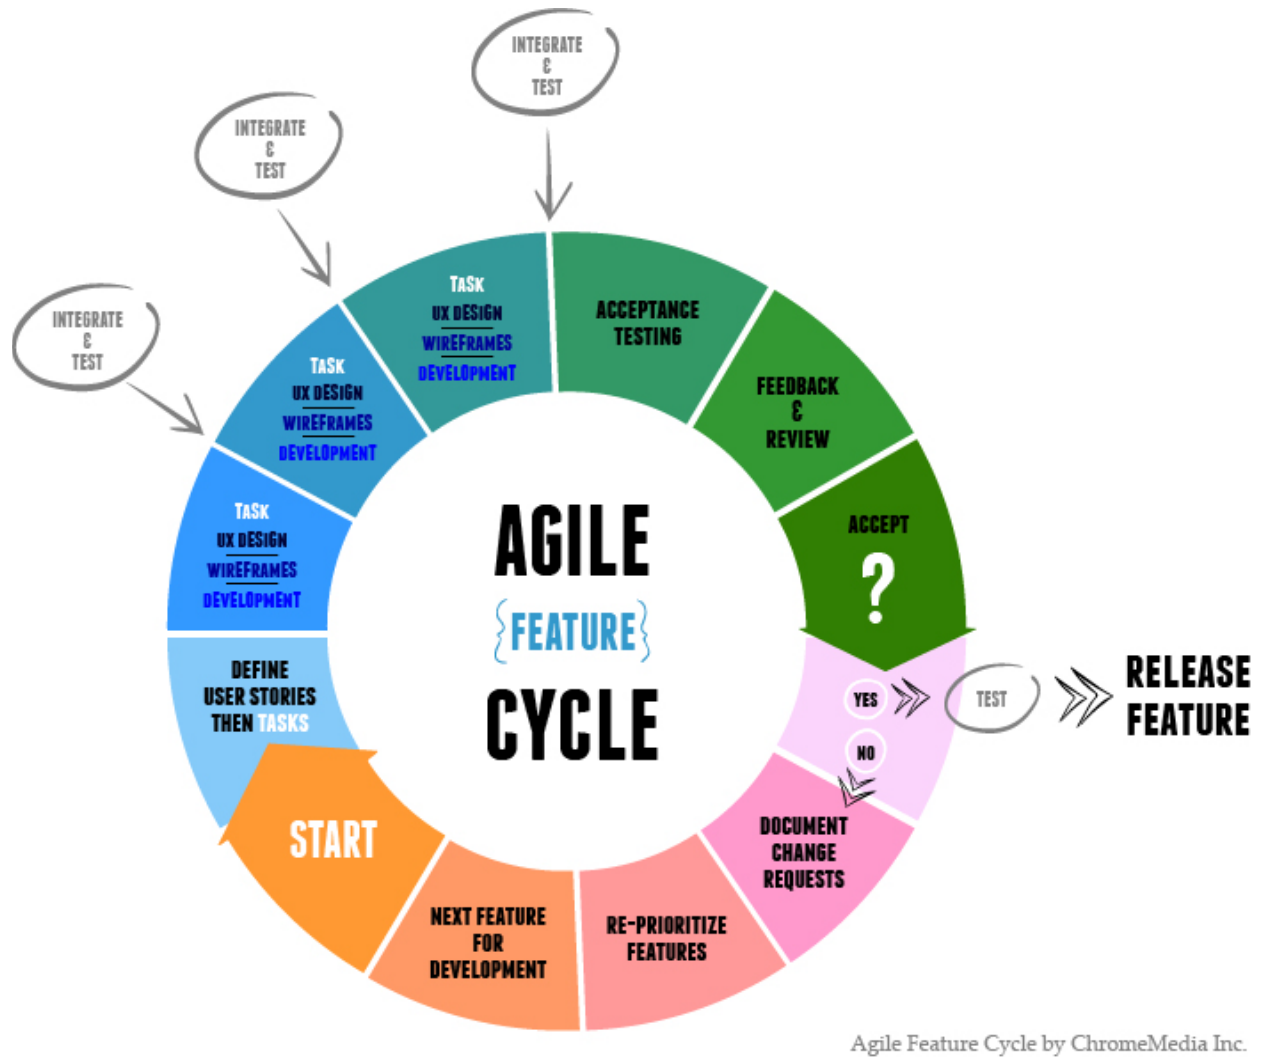 INTEGRATE
&
TEST
INTEGRATE
&
TEST
INTEGRATE
&
TEST
START
DEFINE
USER STORIES
THEN TASKS
TASK
UX DESIGN
WIREFRAMES
DEVELOPMENT
TASK
UX DESIGN
WIREFRAMES
DEVELOPMENT
TASK
UX DESIGN
WIREFRAMES
DEVELOPMENT
ACCEPTANCE
TESTING
FEEDBACK
&
REVIEW
ACCEPT
?
YES
TEST
RELEASE
FEATURE
NO
DOCUMENT
CHANGE
REQUESTS
RE-PRIORITIZE
FEATURES
NEXT FEATURE
FOR
DEVELOPMENT
AGILE
{FEATURE}
CYCLE
Agile Feature Cycle by ChromeMedia Inc.